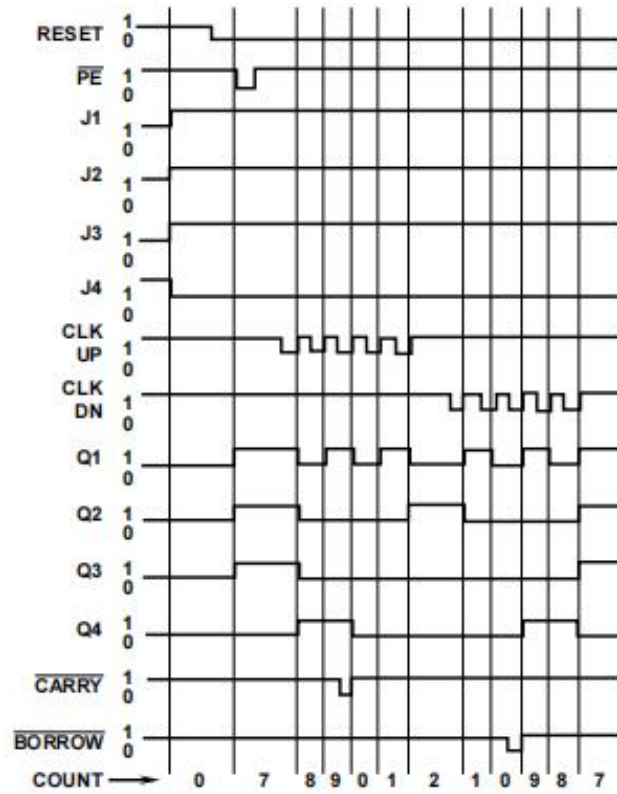 RESET 1
0
PE 1
0
J1 1
0
J2 1
0
J3 1
0
J4 1
0
CLK UP 1
0
CLK DN 1
0
Q1 1
0
Q2 1
0
Q3 1
0
Q4 1
0
CARRY 1
0
BORROW 1
0
COUNT 0 7 8 9 0 1 2 1 0 9 8 7